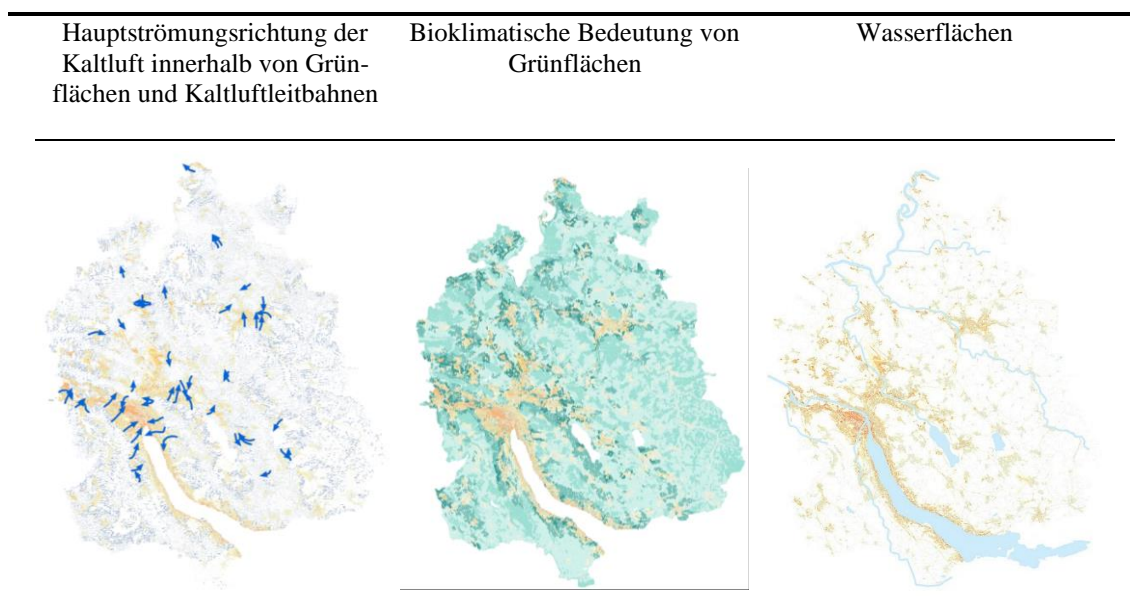 Hauptströmungsrichtung der
Kaltluft innerhalb von Grün-
flächen und Kaltluftleitbahnen
Bioklimatische Bedeutung von
Grünflächen
Wasserflächen